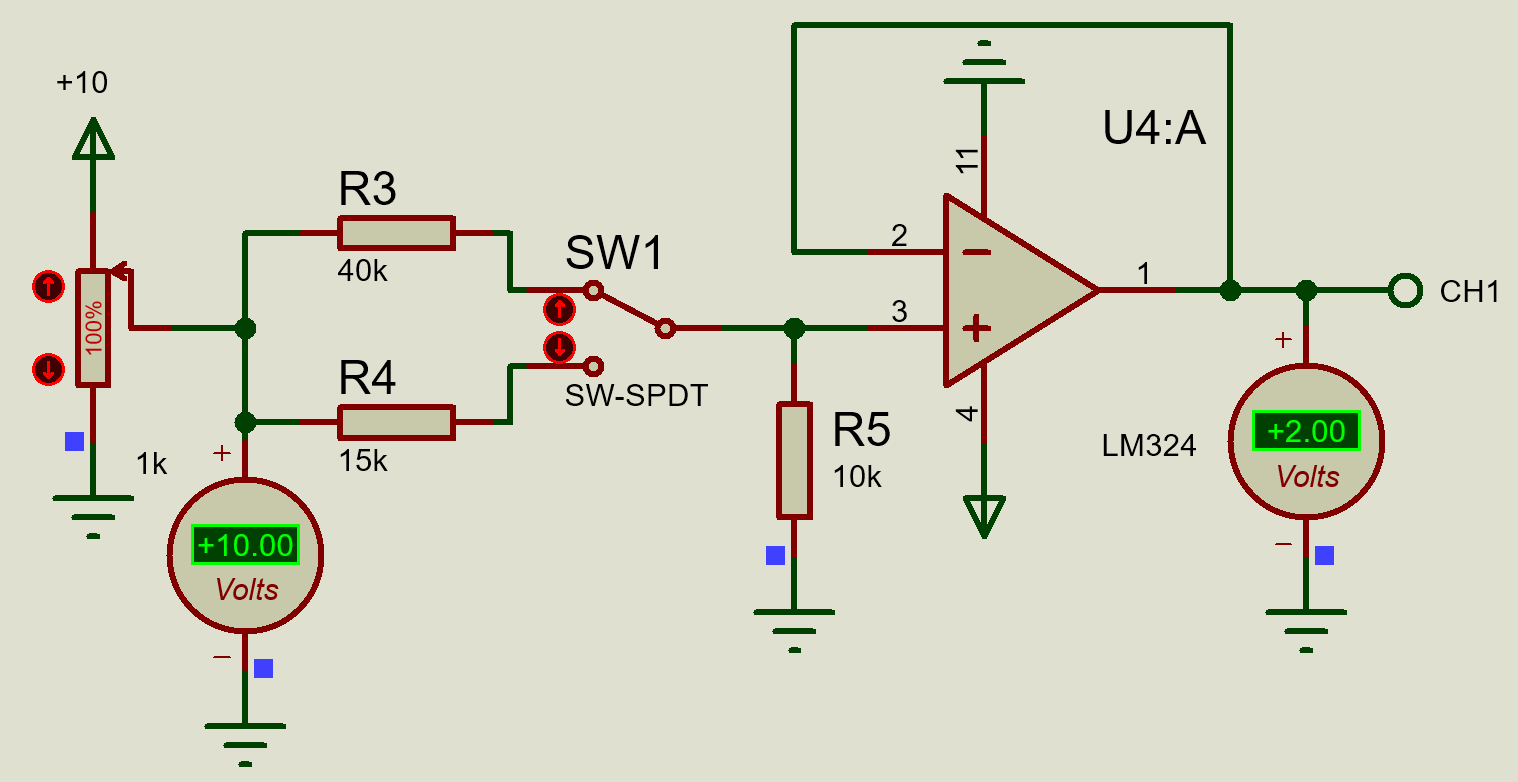 +10
100%
1k
R3
40k
R4
15k
+
+10.00
Volts
−
SW1
SW-SPDT
R5
10k
U4:A
11
2
−
3
+
4
1
LM324
CH1
+
+2.00
Volts
−